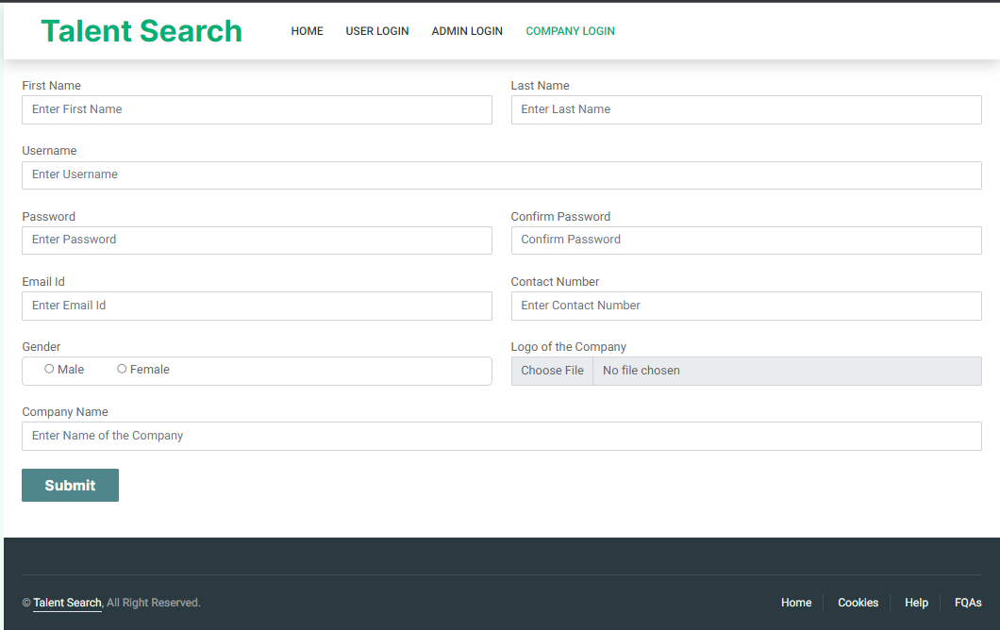 Talent Search HOME USER LOGIN ADMIN LOGIN COMPANY LOGIN
First Name Last Name
Enter First Name Enter Last Name
Username
Enter Username
Password Confirm Password
Enter Password Confirm Password
Email Id Contact Number
Enter Email Id Enter Contact Number
Gender Logo of the Company
Male Female Choose File No file chosen
Company Name
Enter Name of the Company
Submit
© Talent Search, All Right Reserved. Home Cookies Help FQAs